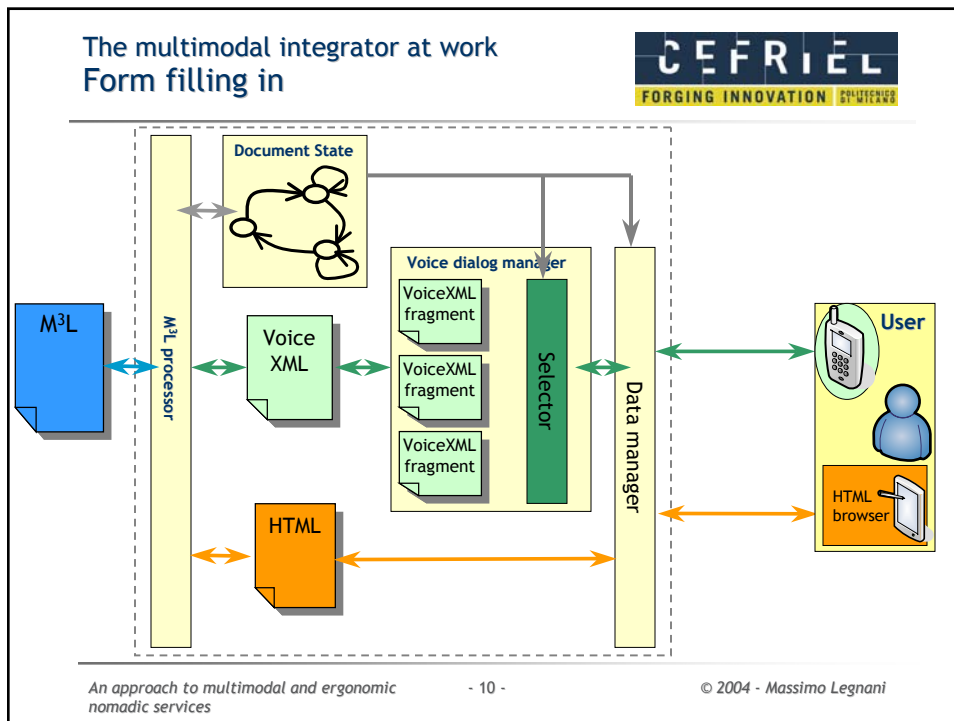 The multimodal integrator at work
Form filling in
CEFRIEL
FORGING INNOVATION
POLITECNICO
DI MILANO
Document State
Voice dialog manager
M³L
M³L processor
Voice
XML
VoiceXML
fragment
VoiceXML
fragment
VoiceXML
fragment
Selector
Data manager
User
HTML
HTML
browser
An approach to multimodal and ergonomic
nomadic services
- 10 -
© 2004 - Massimo Legnani